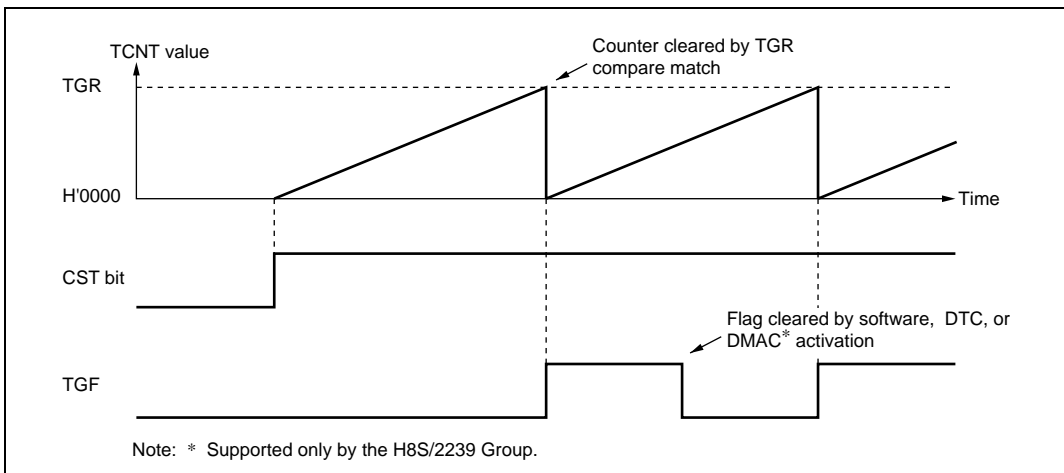 Counter cleared by TGR
compare match
TCNT value
TGR
H'0000
Time
CST bit
Flag cleared by software, DTC, or
DMAC* activation
TGF
Note: * Supported only by the H8S/2239 Group.